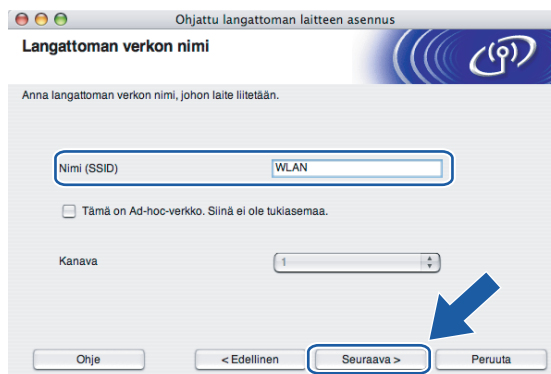 Ohjattu langattoman laitteen asennus
Langattoman verkon nimi
Anna langattoman verkon nimi, johon laite liitetään.
Nimi (SSID) WLAN
Tämä on Ad-hoc-verkko. Siinä ei ole tukiasemaa.
Kanava 1
Ohje < Edellinen Seuraava > Peruuta